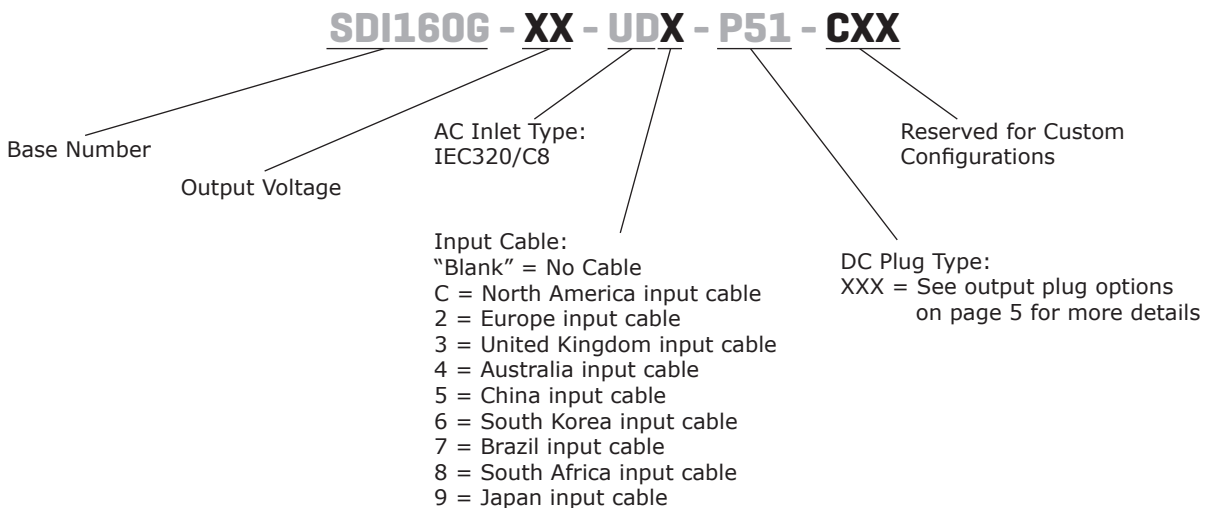 SDI160G - XX - UDX - P51 - CXX
Base Number
Output Voltage
AC Inlet Type:
IEC320/C8
Input Cable:
“Blank” = No Cable
C = North America input cable
2 = Europe input cable
3 = United Kingdom input cable
4 = Australia input cable
5 = China input cable
6 = South Korea input cable
7 = Brazil input cable
8 = South Africa input cable
9 = Japan input cable
DC Plug Type:
XXX = See output plug options
on page 5 for more details
Reserved for Custom
Configurations